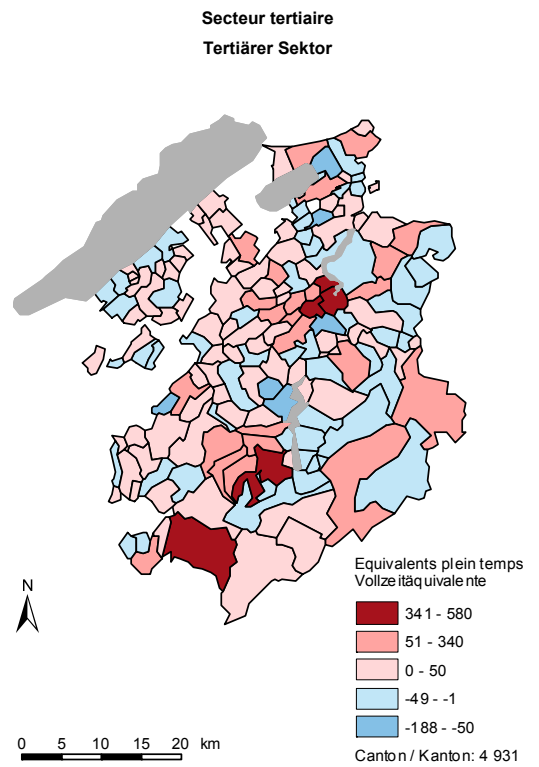 Secteur tertiaire
Tertiärer Sektor
Equivalents plein temps
Vollzeitäquivalente
341 - 580
51 - 340
0 - 50
-49 - -1
-188 - -50
Canton / Kanton: 4 931
N
0 5 10 15 20 km